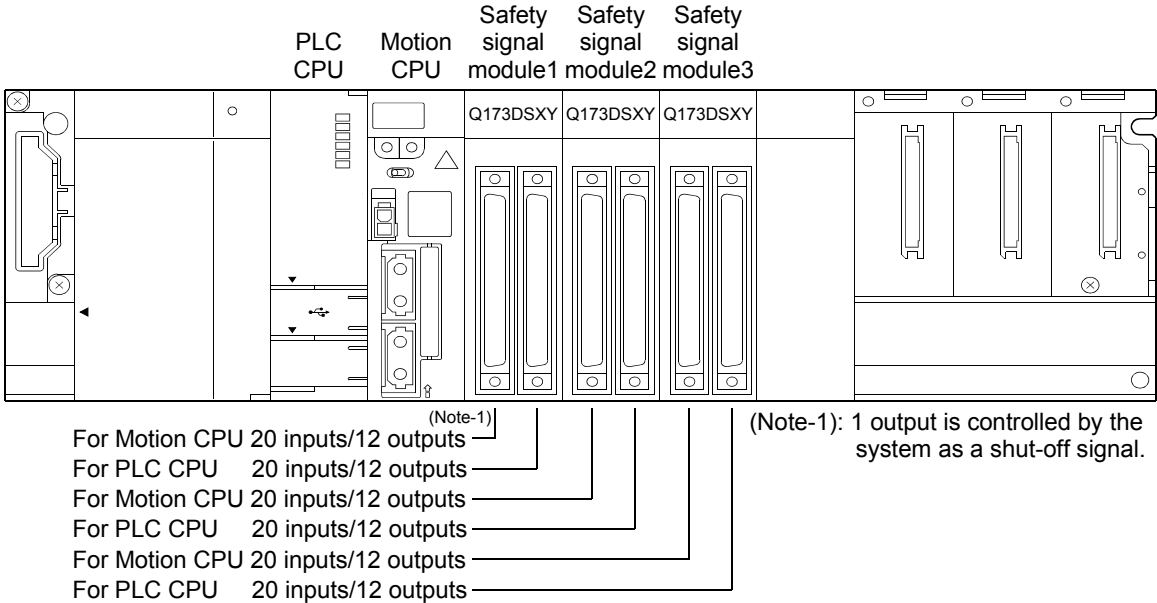 PLC CPU
Motion CPU
Safety signal module1
Safety signal module2
Safety signal module3
Q173DSXY
Q173DSXY
Q173DSXY
(Note-1)
For Motion CPU 20 inputs/12 outputs
For PLC CPU 20 inputs/12 outputs
For Motion CPU 20 inputs/12 outputs
For PLC CPU 20 inputs/12 outputs
For Motion CPU 20 inputs/12 outputs
For PLC CPU 20 inputs/12 outputs
(Note-1): 1 output is controlled by the
system as a shut-off signal.